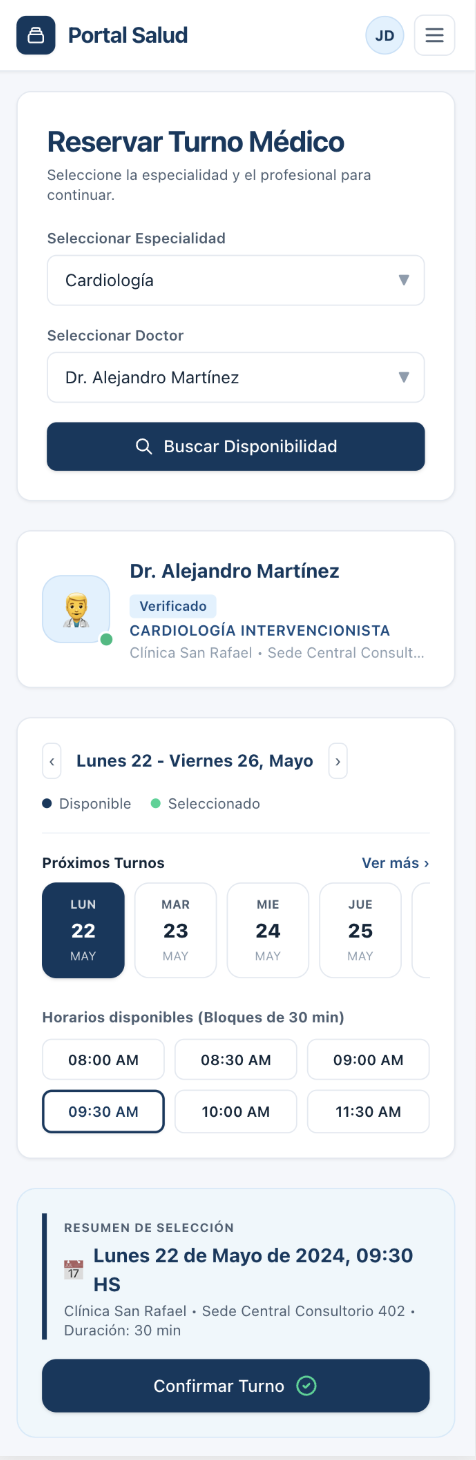 Portal Salud
JD
Reservar Turno Médico
Seleccione la especialidad y el profesional para
continuar.
Seleccionar Especialidad
Cardiología
Seleccionar Doctor
Dr. Alejandro Martínez
Buscar Disponibilidad
Dr. Alejandro Martínez
Verificado
CARDIOLOGÍA INTERVENCIONISTA
Clínica San Rafael • Sede Central Consult...
‹ Lunes 22 - Viernes 26, Mayo ›
Disponible Seleccionado
Próximos Turnos Ver más ›
LUN MAR MIE JUE
22 23 24 25
MAY MAY MAY MAY
Horarios disponibles (Bloques de 30 min)
08:00 AM 08:30 AM 09:00 AM
09:30 AM 10:00 AM 11:30 AM
RESUMEN DE SELECCIÓN
17 Lunes 22 de Mayo de 2024, 09:30
HS
Clínica San Rafael • Sede Central Consultorio 402 •
Duración: 30 min
Confirmar Turno